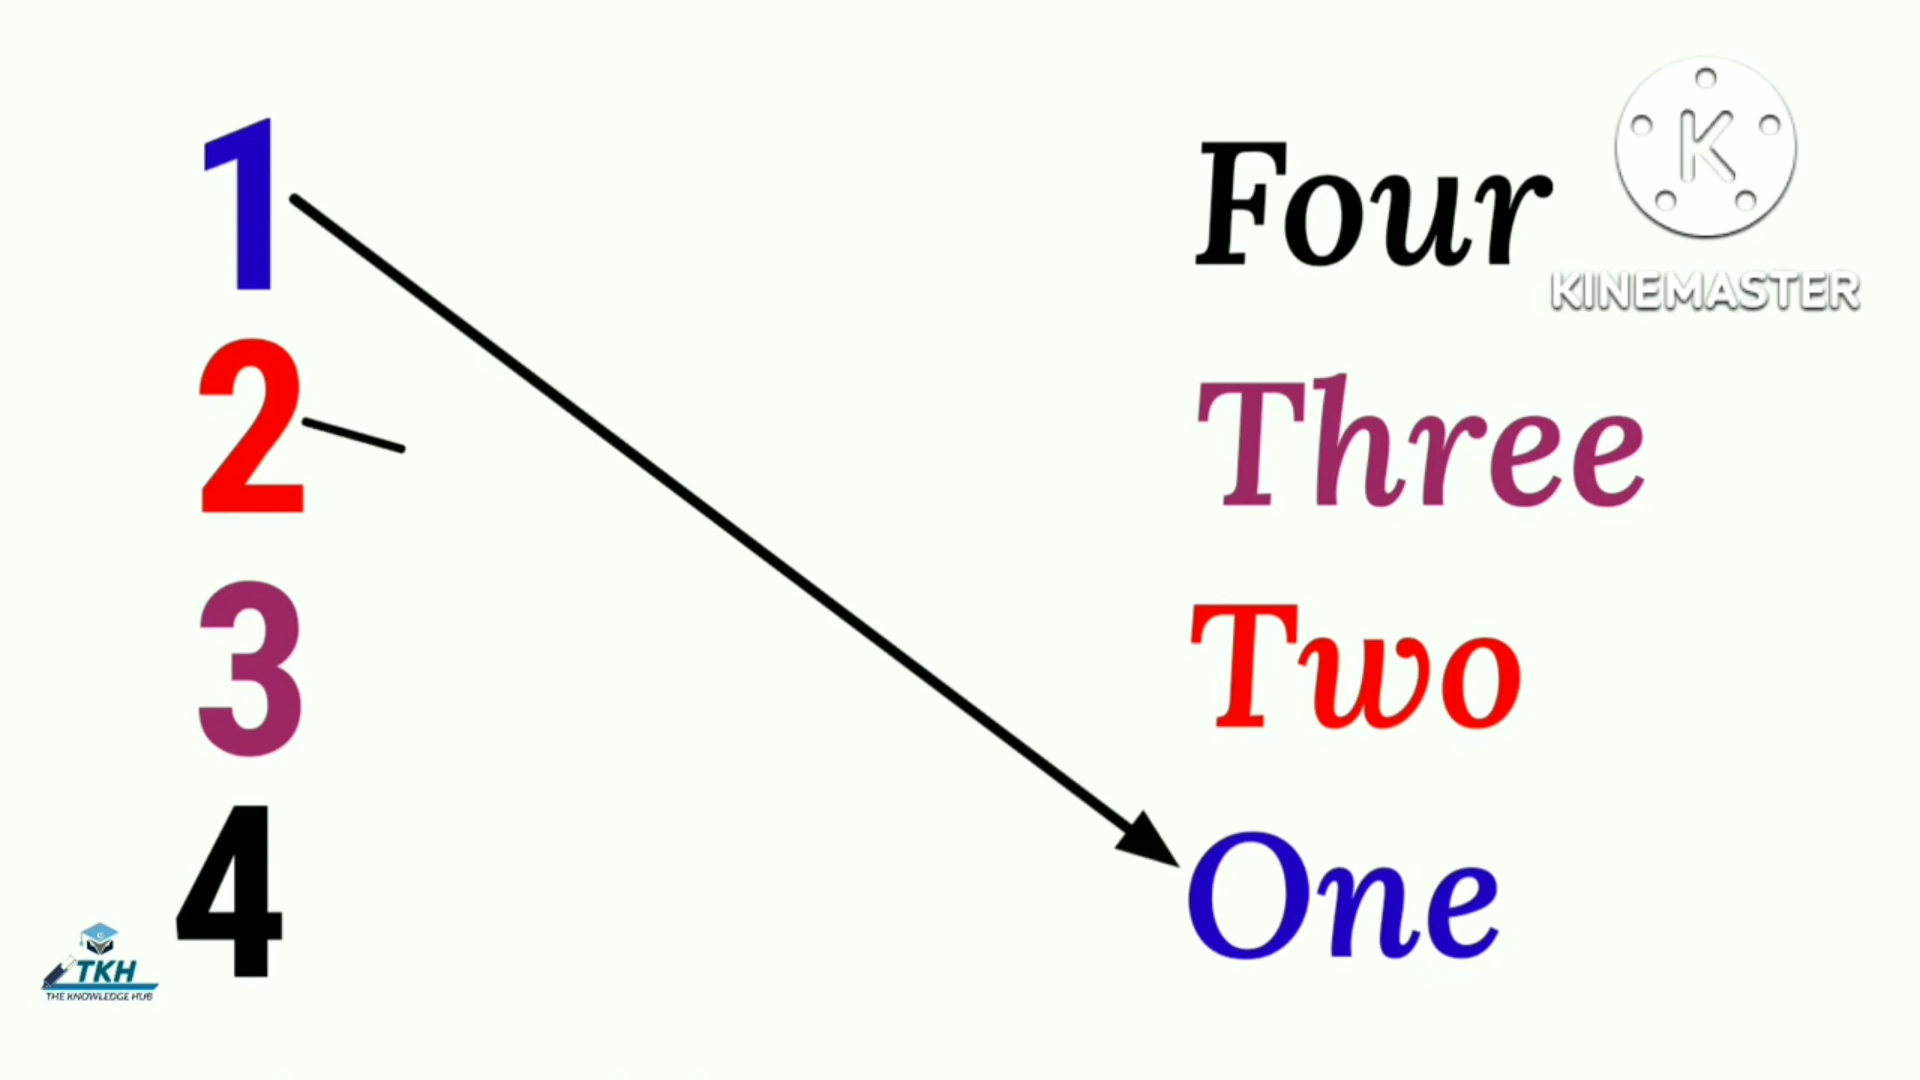 1 Four
K
KINEMASTER
2 Three
3 Two
4 One
TKH
THE KNOWLEDGE HUB